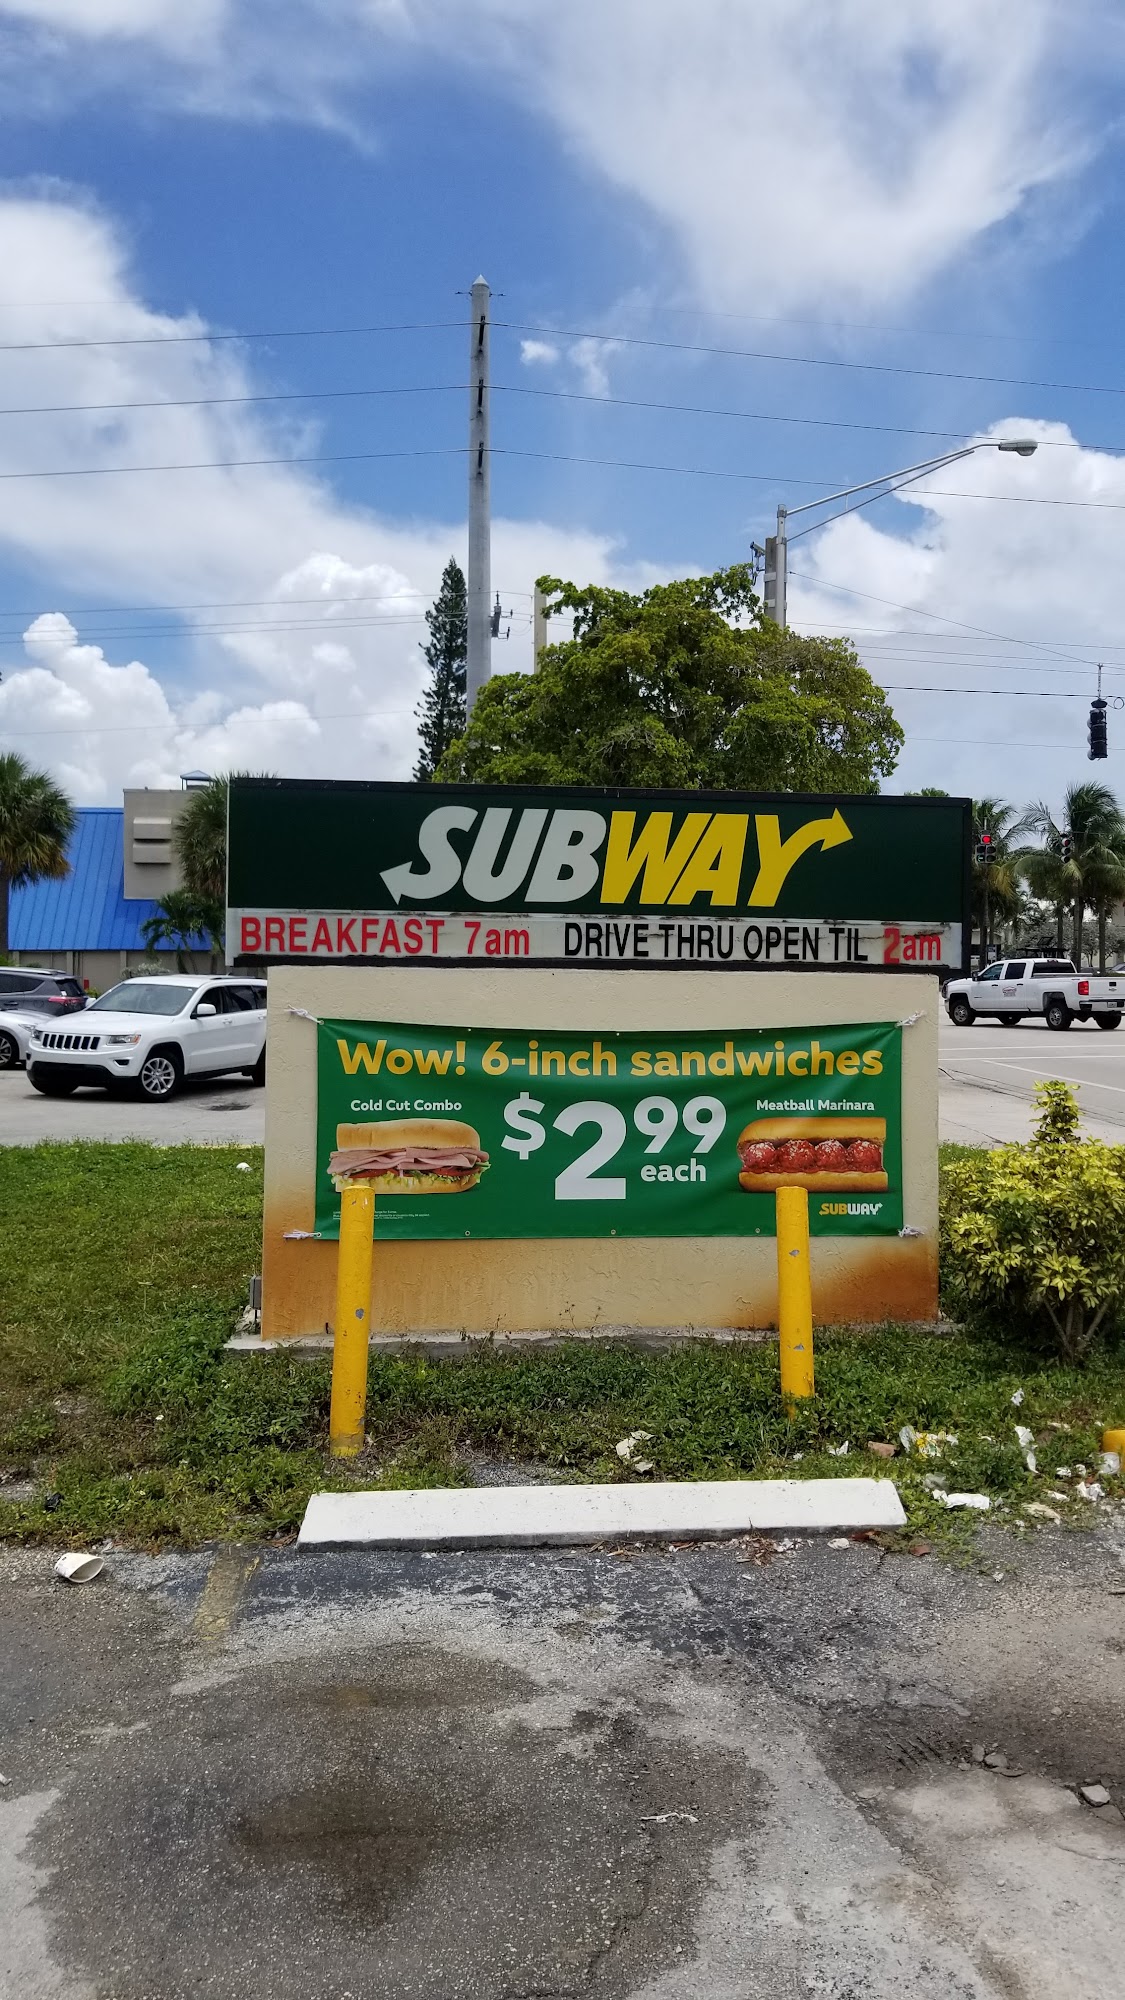 SUBWAY
BREAKFAST 7am DRIVE THRU OPEN TIL 2am
Wow! 6-inch sandwiches
Cold Cut Combo
$2.99 each
Meatball Marinara
SUBWAY